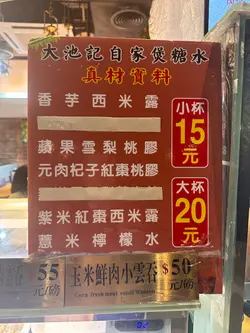 大池記自家煲糖水
真材實料
香芋西米露
蘋果雪梨桃膠
元肉杞子紅棗桃膠
紫米紅棗西米露
薏米檸檬水
小杯
15
元
大杯
20
元
55
元/磅
玉米鮮肉小雲吞
$50
元/磅